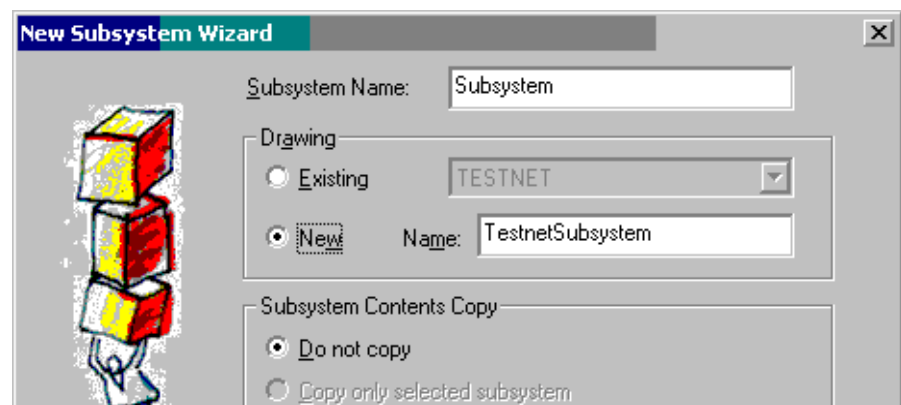 New Subsystem Wizard
Subsystem Name: Subsystem
Drawing
Existing TESTNET
New Name: TestnetSubsystem
Subsystem Contents Copy
Do not copy
Copy only selected subsystem